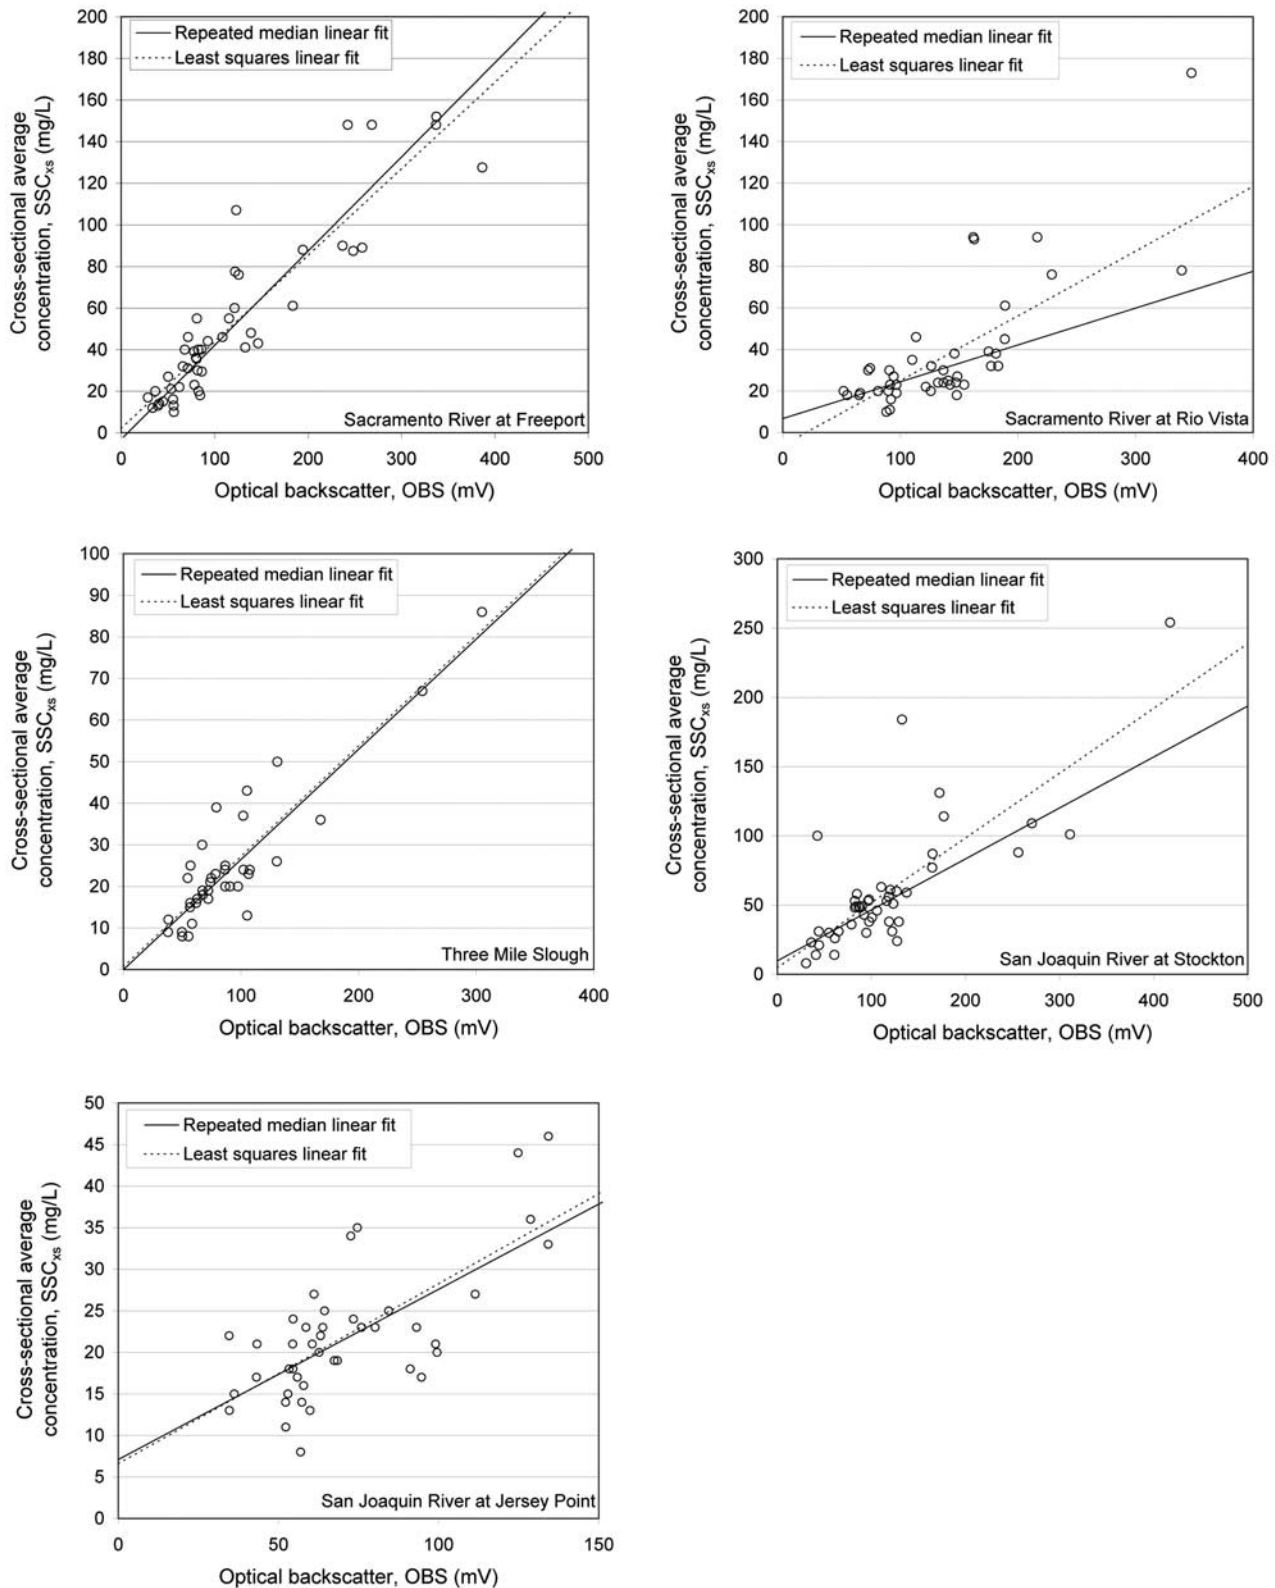 200
180
160
140
120
100
80
60
40
20
0
Cross-sectional average
concentration, SSCxs (mg/L)
Repeated median linear fit
Least squares linear fit
Sacramento River at Freeport
0 100 200 300 400 500
Optical backscatter, OBS (mV)
200
180
160
140
120
100
80
60
40
20
0
Cross-sectional average
concentration, SSCxs (mg/L)
Repeated median linear fit
Least squares linear fit
Sacramento River at Rio Vista
0 100 200 300 400
Optical backscatter, OBS (mV)
100
90
80
70
60
50
40
30
20
10
0
Cross-sectional average
concentration, SSCxs (mg/L)
Repeated median linear fit
Least squares linear fit
Three Mile Slough
0 100 200 300 400
Optical backscatter, OBS (mV)
300
250
200
150
100
50
0
Cross-sectional average
concentration, SSCxs (mg/L)
Repeated median linear fit
Least squares linear fit
San Joaquin River at Stockton
0 100 200 300 400 500
Optical backscatter, OBS (mV)
50
45
40
35
30
25
20
15
10
5
0
Cross-sectional average
concentration, SSCxs (mg/L)
Repeated median linear fit
Least squares linear fit
San Joaquin River at Jersey Point
0 50 100 150
Optical backscatter, OBS (mV)